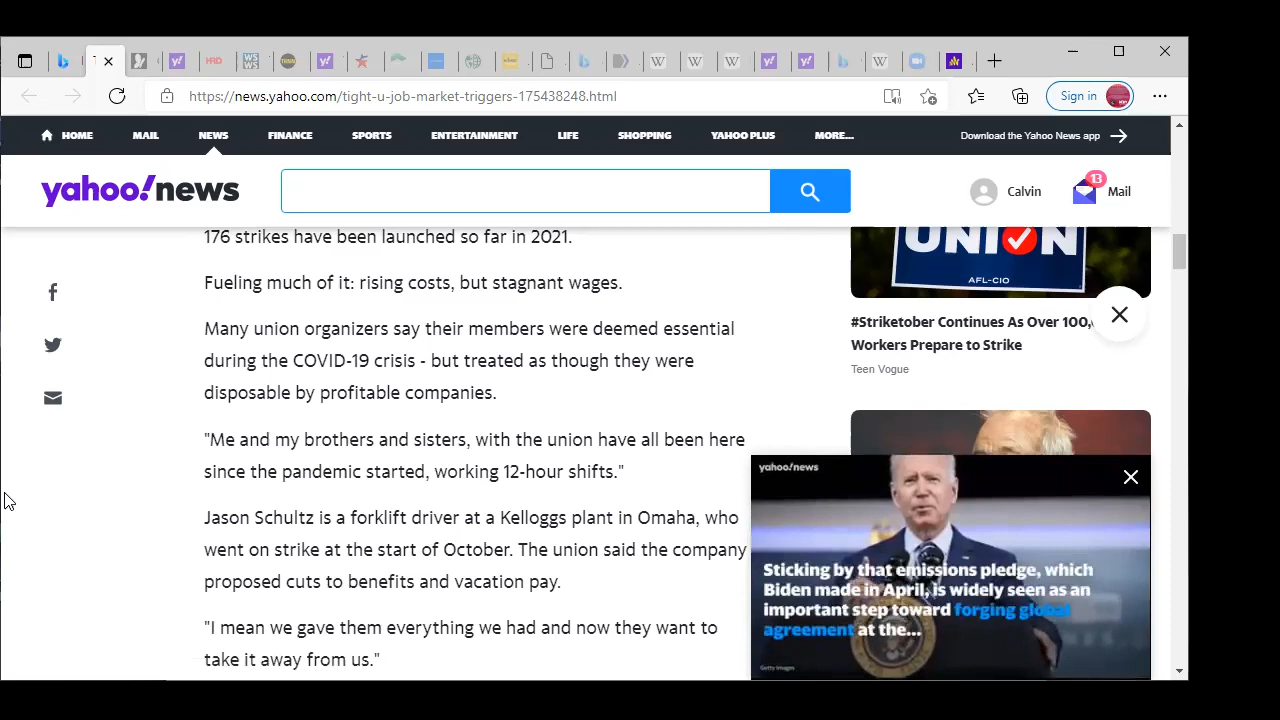 HRD
WS
WS
TRNN
https://news.yahoo.com/tight-u-job-market-triggers-175438248.html
Sign in
HOME MAIL NEWS FINANCE SPORTS ENTERTAINMENT LIFE SHOPPING YAHOO PLUS MORE...
Download the Yahoo News app
yahoo!news
Calvin
13
Mail
176 strikes have been launched so far in 2021.
Fueling much of it: rising costs, but stagnant wages.
Many union organizers say their members were deemed essential
during the COVID-19 crisis - but treated as though they were
disposable by profitable companies.
"Me and my brothers and sisters, with the union have all been here
since the pandemic started, working 12-hour shifts."
Jason Schultz is a forklift driver at a Kelloggs plant in Omaha, who
went on strike at the start of October. The union said the company
proposed cuts to benefits and vacation pay.
"I mean we gave them everything we had and now they want to
take it away from us."
UNION
AFL-CIO
#Striketober Continues As Over 100,
Workers Prepare to Strike
Teen Vogue
yahoo!news
Sticking by that emissions pledge, which
Biden made in April, is widely seen as an
important step toward forging global
agreement at the...
Getty Images